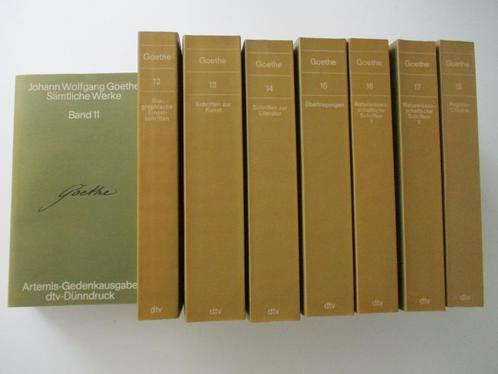 Johann Wolfgang Goethe
Sämtliche Werke
Band 11
Goethe
Artemis-Gedenkausgabe
dtv-Dünndruck
Goethe
12
Bio-
graphische
Einzel-
schriften
dtv
Goethe
13
Schriften zur
Kunst
dtv
Goethe
14
Schriften zur
Literatur
dtv
Goethe
15
Übertragungen
dtv
Goethe
16
Naturwissen-
schaftliche
Schriften
1
dtv
Goethe
17
Naturwissen-
schaftliche
Schriften
2
dtv
Goethe
18
Register
Chronik
dtv